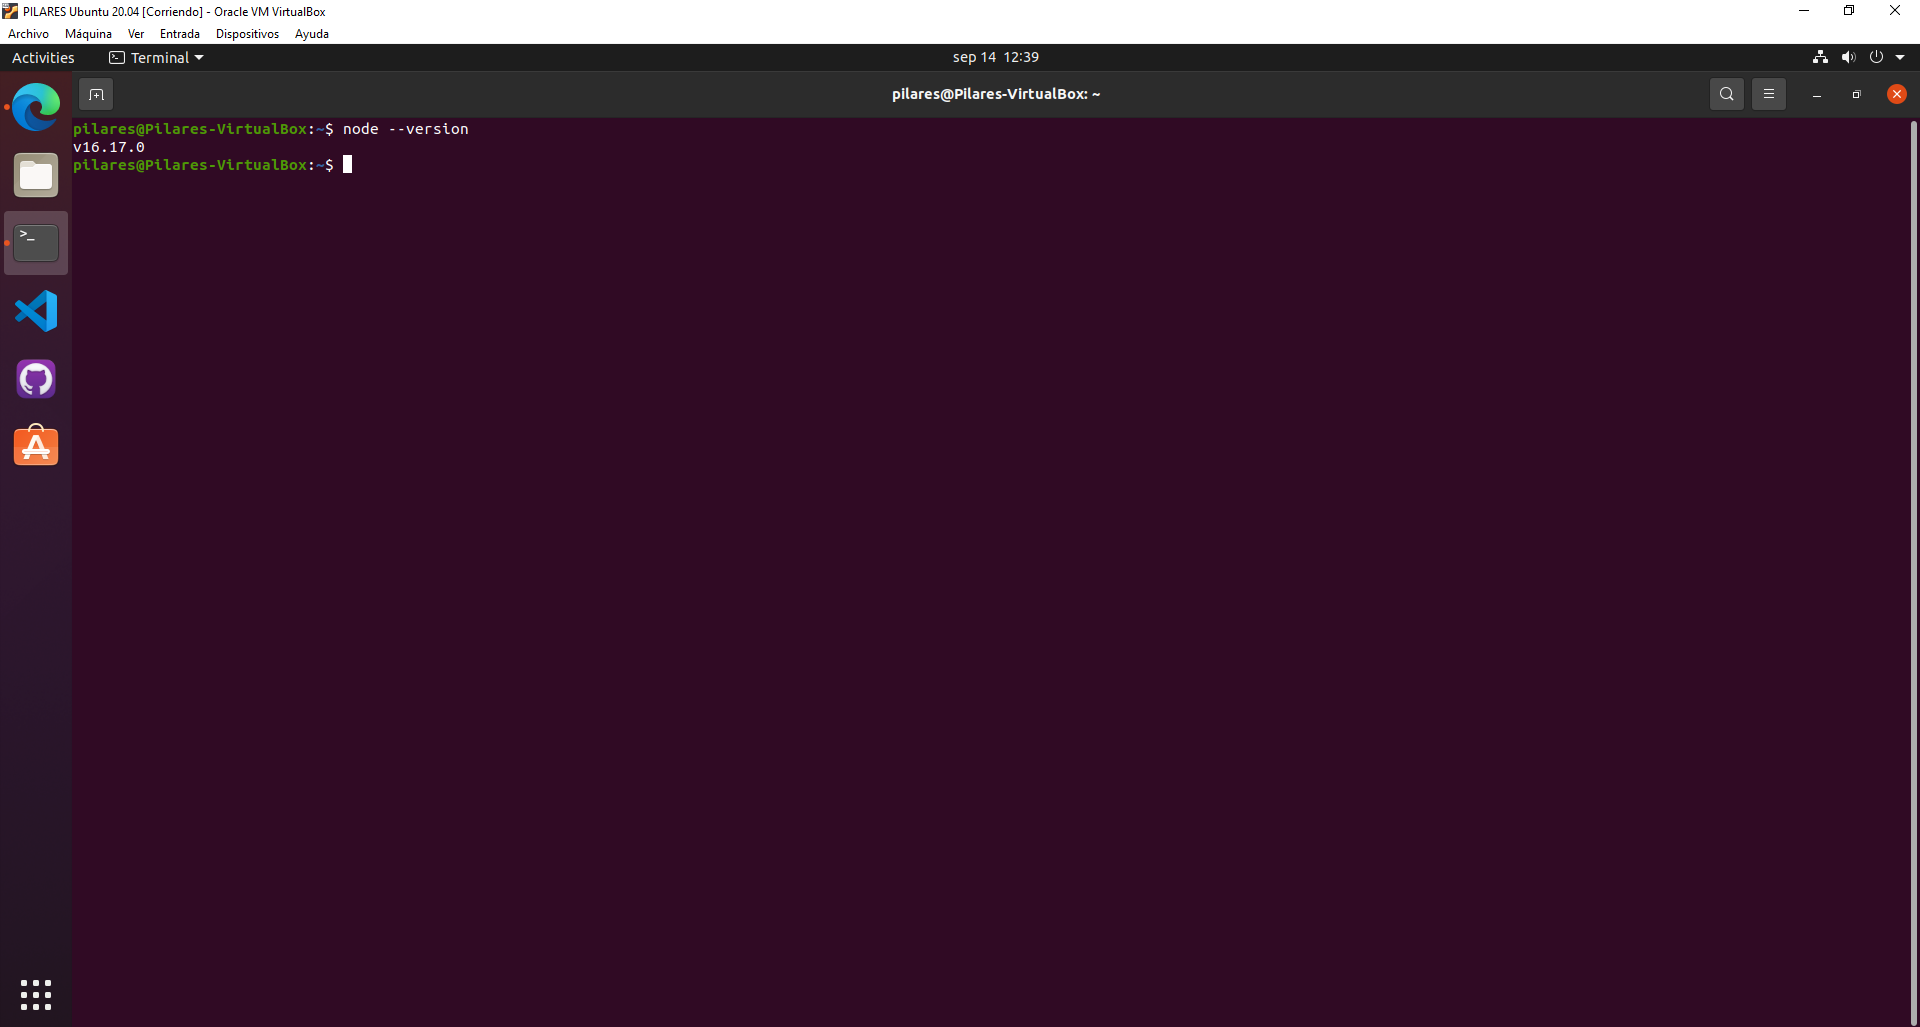 PILARES Ubuntu 20.04 [Corriendo] - Oracle VM VirtualBox
Archivo Máquina Ver Entrada Dispositivos Ayuda
Activities Terminal sep 14 12:39
pilares@Pilares-VirtualBox: ~
pilares@Pilares-VirtualBox:~$ node --version
v16.17.0
pilares@Pilares-VirtualBox:~$